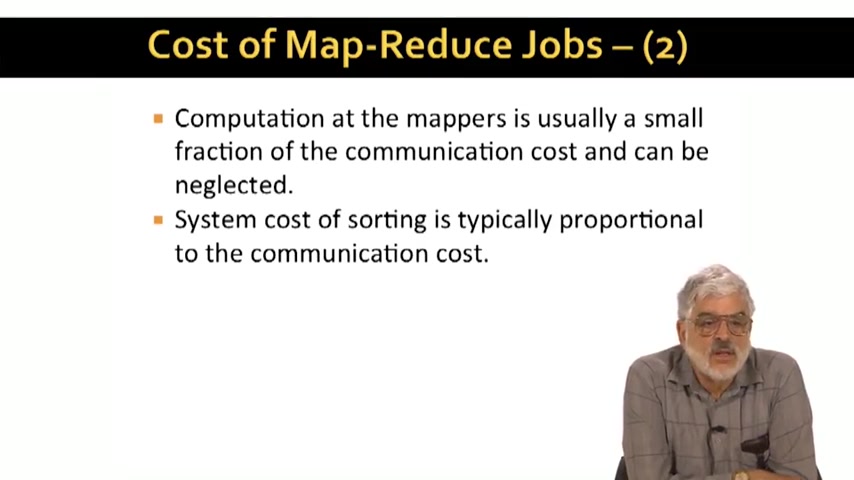 Cost of Map-Reduce Jobs – (2)
Computation at the mappers is usually a small
fraction of the communication cost and can be
neglected.
System cost of sorting is typically proportional
to the communication cost.